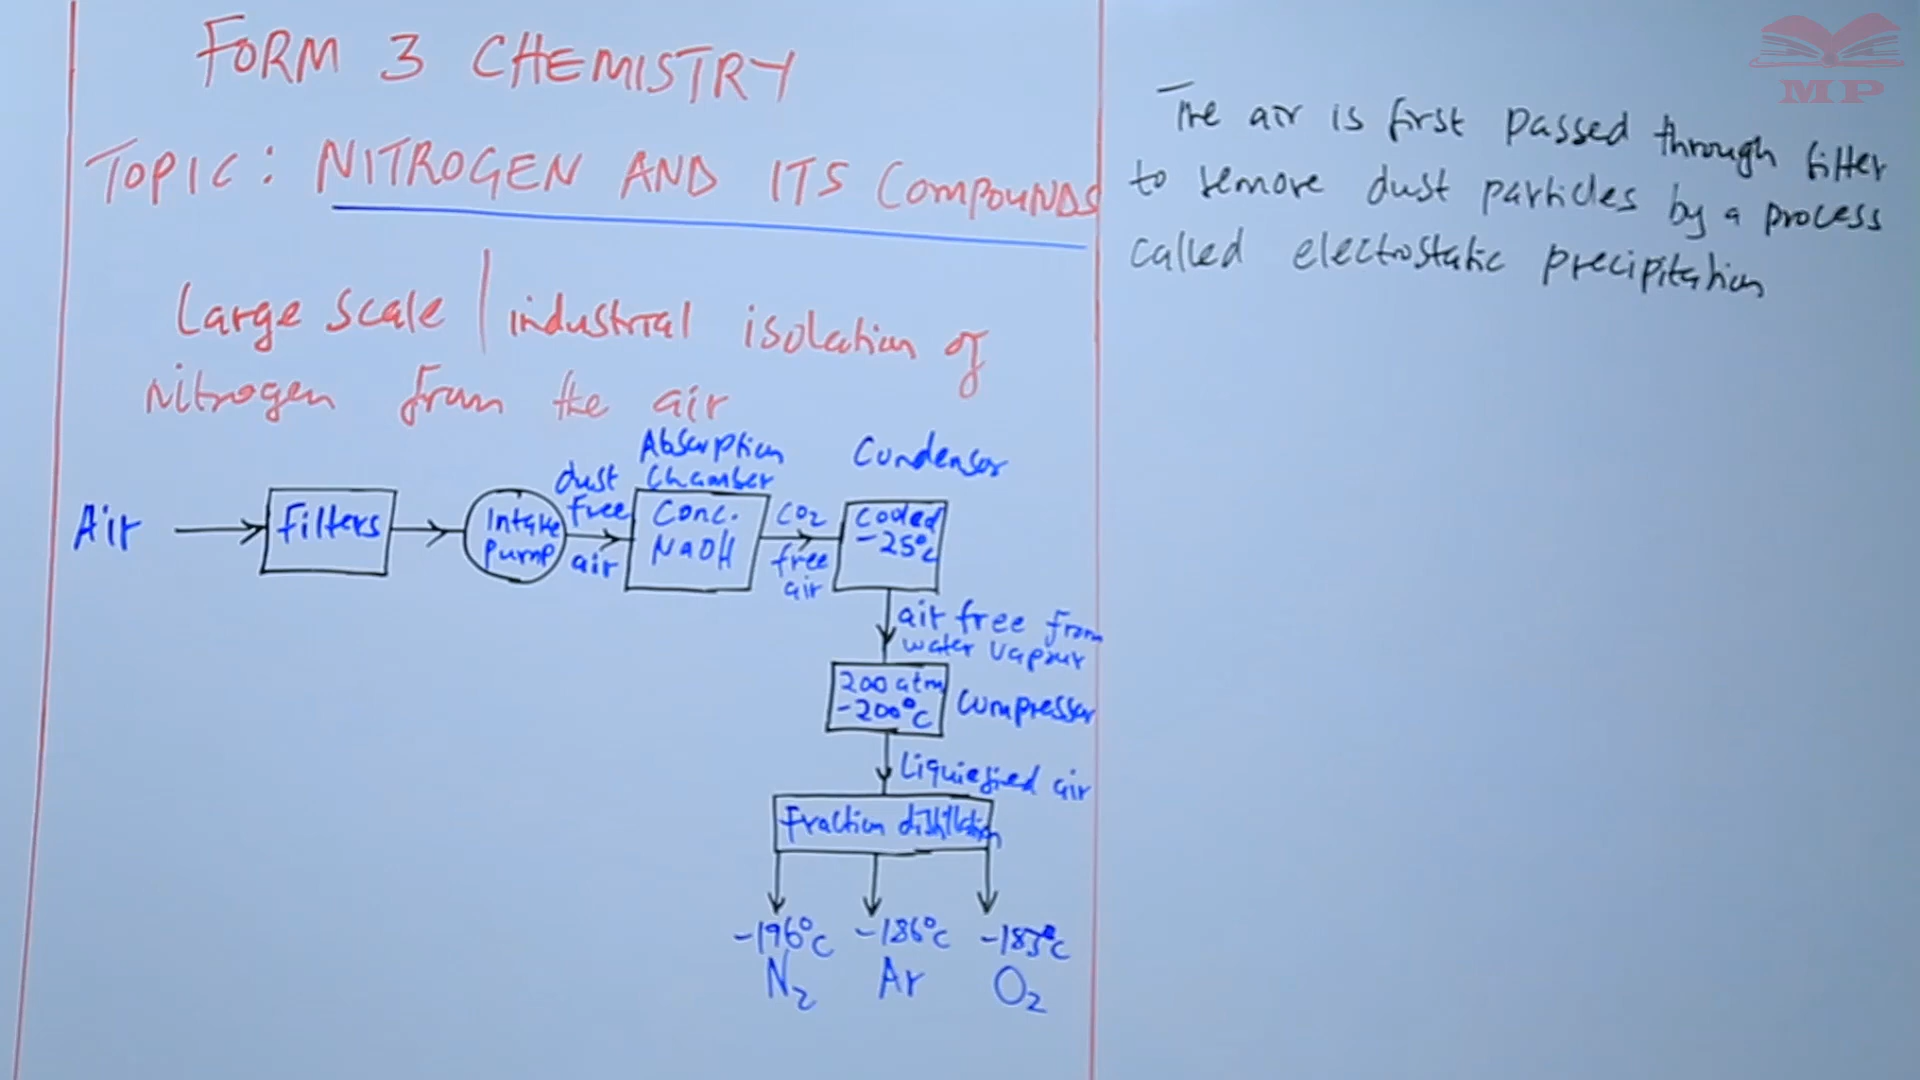 FORM 3 CHEMISTRY
TOPIC: NITROGEN AND ITS COMPOUNDS
Large scale | industrial isolation of
Nitrogen from the air
Air
Filters
Intake
pump
dust
free
air
Absorption
Chamber
Conc.
NaOH
CO2
free
air
Condensor
Cooled
-25°C
air free from
water vapour
200 atm
-200°C
Compressor
Liquiefied air
Fraction distillation
-196°C
N2
-186°C
Ar
-183°C
O2
The air is first passed through filter
to remove dust particles by a process
called electrostatic precipitation
MP